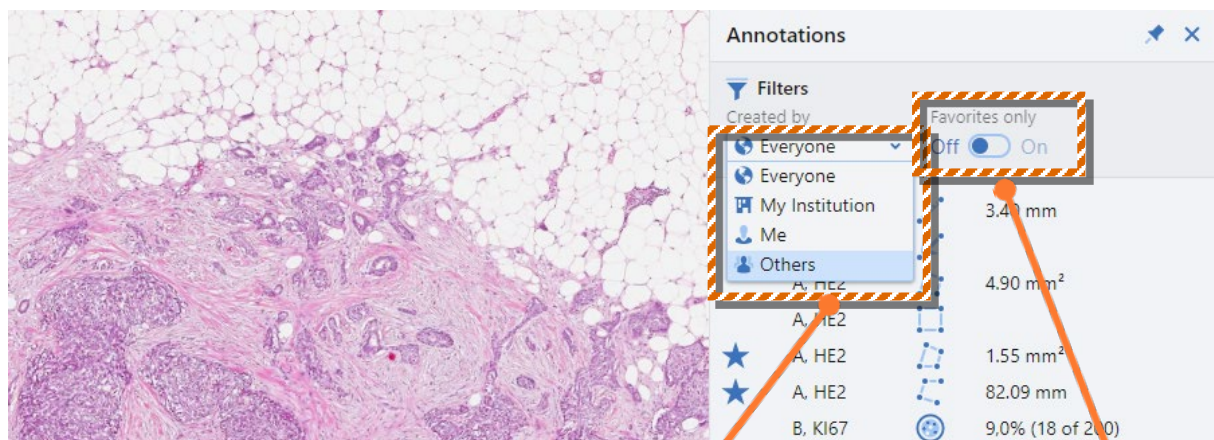 Annotations
Filters
Created by
Favorites only
Everyone
Off On
Everyone
My Institution
3.40 mm
Me
Others
A, HE2 4.90 mm²
A, HE2
A, HE2 1.55 mm²
A, HE2 82.09 mm
B, KI67 9,0% (18 of 200)